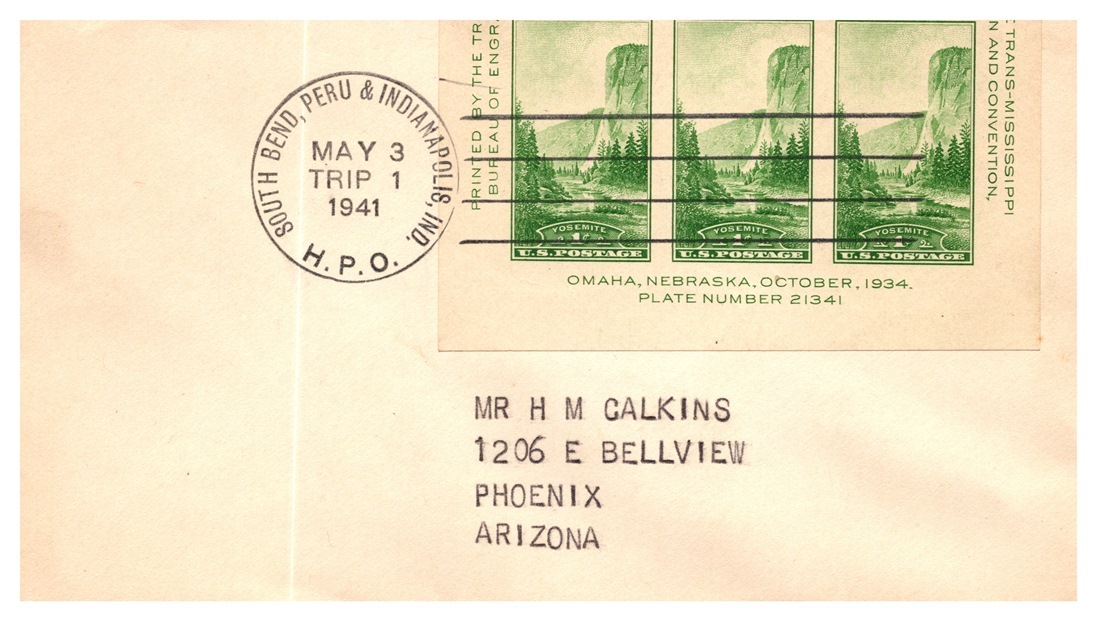 SOUTH BEND, PERU & INDIANAPOLIS, IND.
MAY 3
TRIP 1
1941
H.P.O.
PRINTED BY THE TR
BUREAU OF ENGR
TRANS-MISSISSIPPI
N AND CONVENTION,
YOSEMITE
U.S. POSTAGE
YOSEMITE
U.S. POSTAGE
YOSEMITE
U.S. POSTAGE
OMAHA, NEBRASKA, OCTOBER, 1934.
PLATE NUMBER 21341
MR H M CALKINS
1206 E BELLVIEW
PHOENIX
ARIZONA